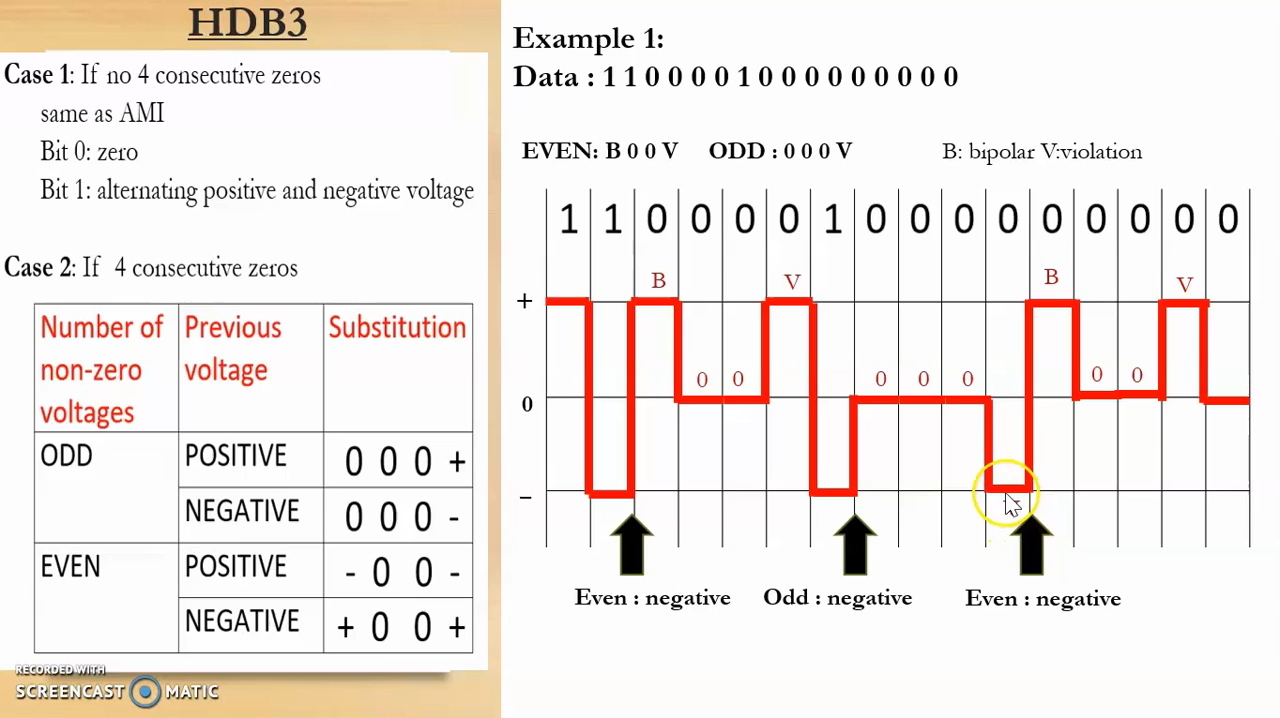 HDB3
Case 1: If no 4 consecutive zeros
same as AMI
Bit 0: zero
Bit 1: alternating positive and negative voltage
Case 2: If 4 consecutive zeros
Number of non-zero voltages Previous voltage Substitution
ODD POSITIVE 0 0 0 +
NEGATIVE 0 0 0 -
EVEN POSITIVE - 0 0 -
NEGATIVE + 0 0 +
RECORDED WITH
SCREENCAST MATIC
Example 1:
Data : 1 1 0 0 0 0 1 0 0 0 0 0 0 0 0 0
EVEN: B 0 0 V ODD : 0 0 0 V B: bipolar V:violation
1 1 0 0 0 0 1 0 0 0 0 0 0 0 0 0
B V B V
+
0 0 0 0 0 0 0
0
-
Even : negative Odd : negative Even : negative